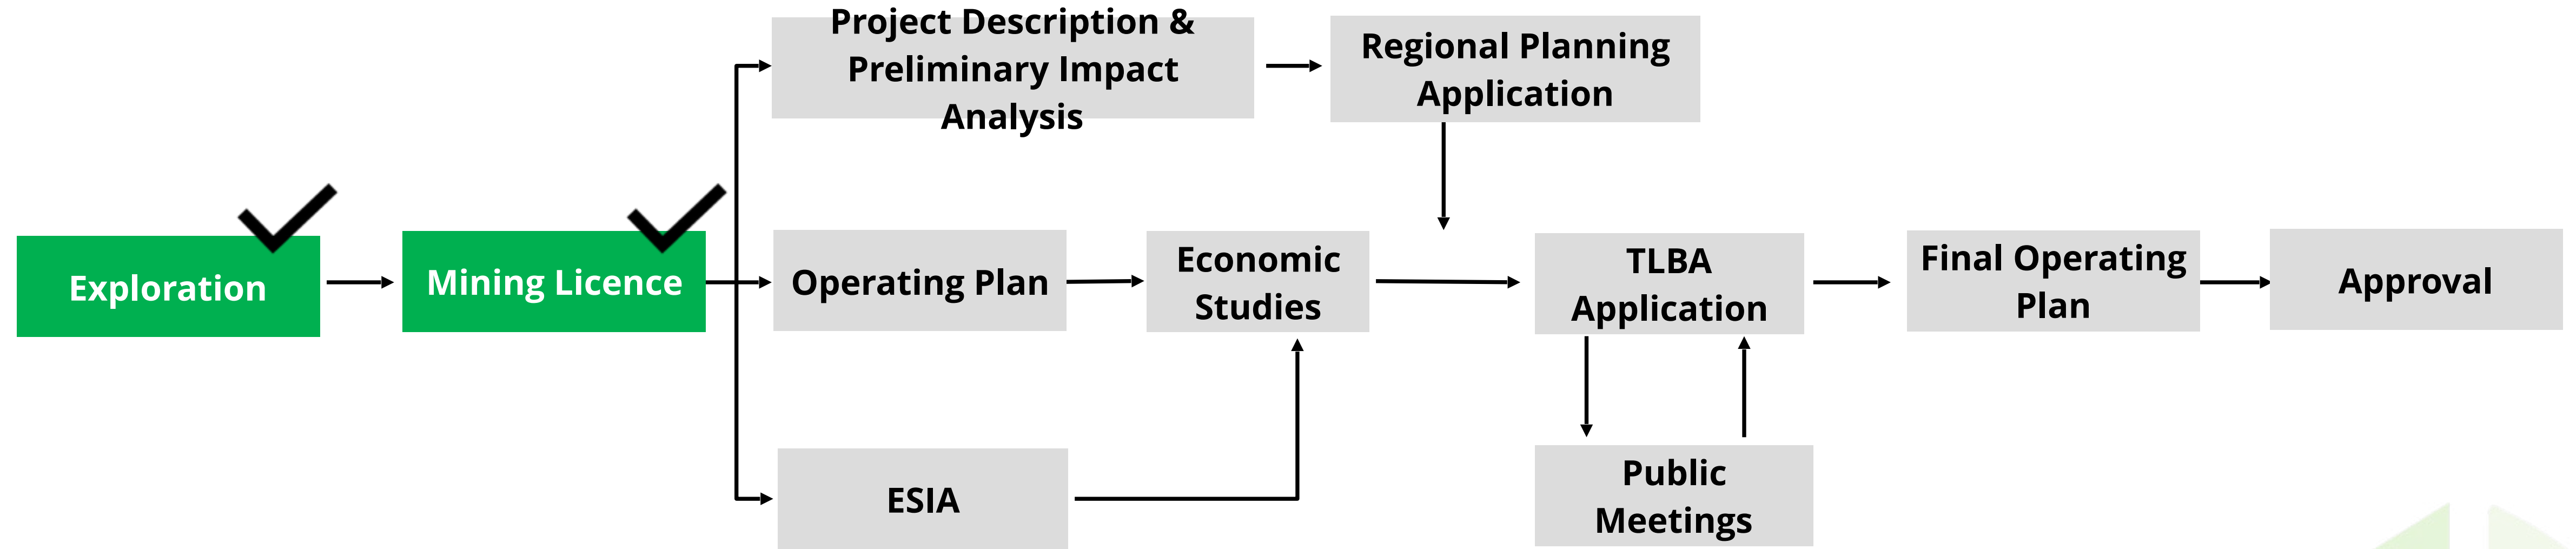 Project Description &
Preliminary Impact
Analysis
Regional Planning
Application
Exploration
Mining Licence
Operating Plan
Economic
Studies
TLBA
Application
Final Operating
Plan
Approval
ESIA
Public
Meetings